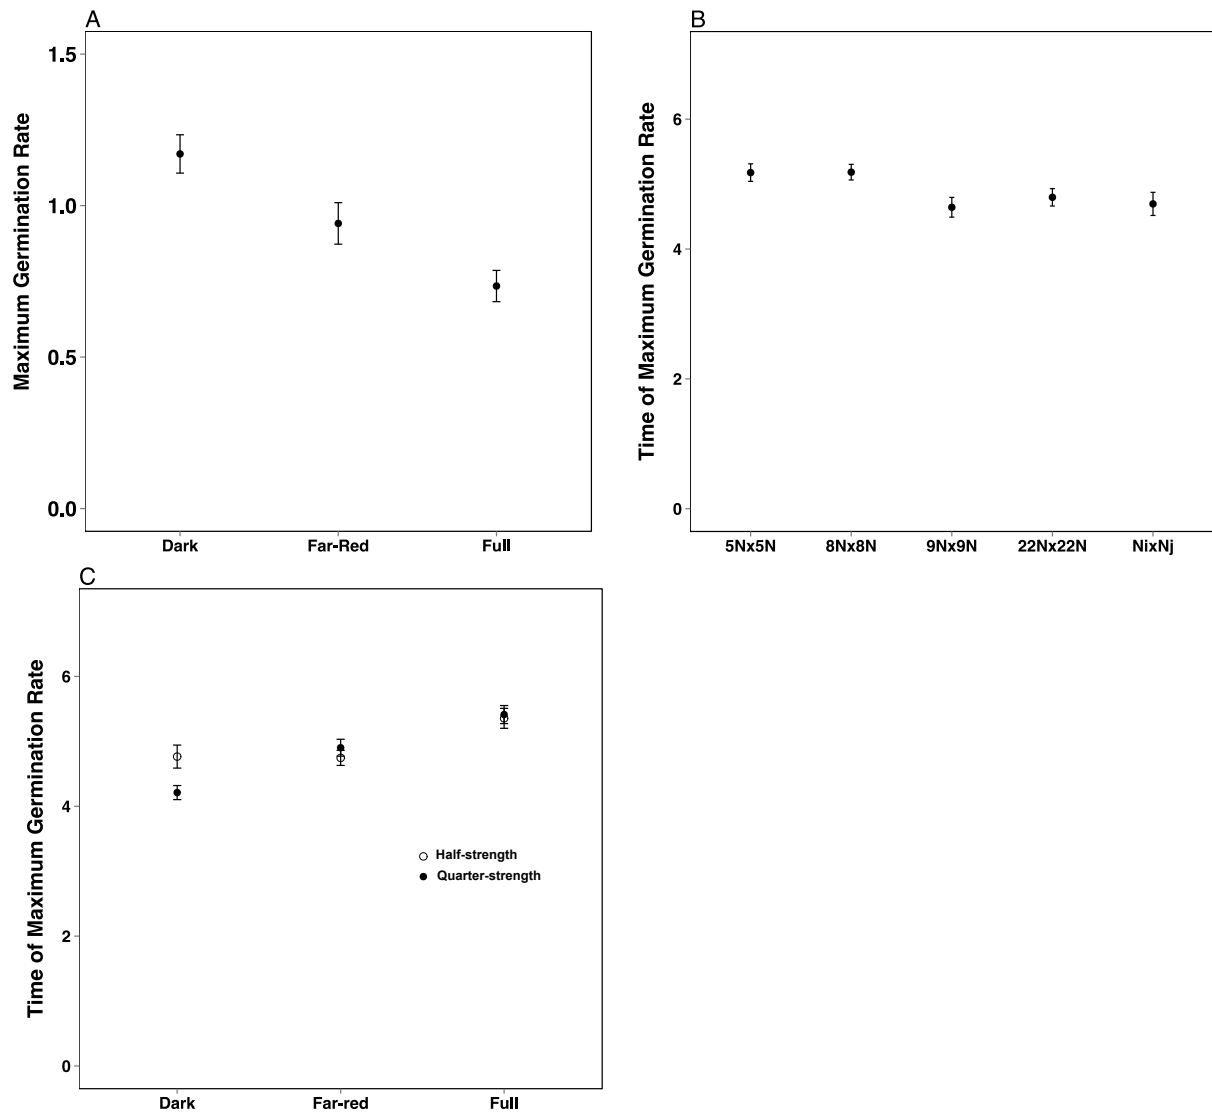 A
Maximum Germination Rate
1.5
1.0
0.5
0.0
Dark Far-Red Full
B
Time of Maximum Germination Rate
6
4
2
0
5Nx5N 8Nx8N 9Nx9N 22Nx22N NixNj
C
Time of Maximum Germination Rate
6
4
2
0
Half-strength
Quarter-strength
Dark Far-red Full